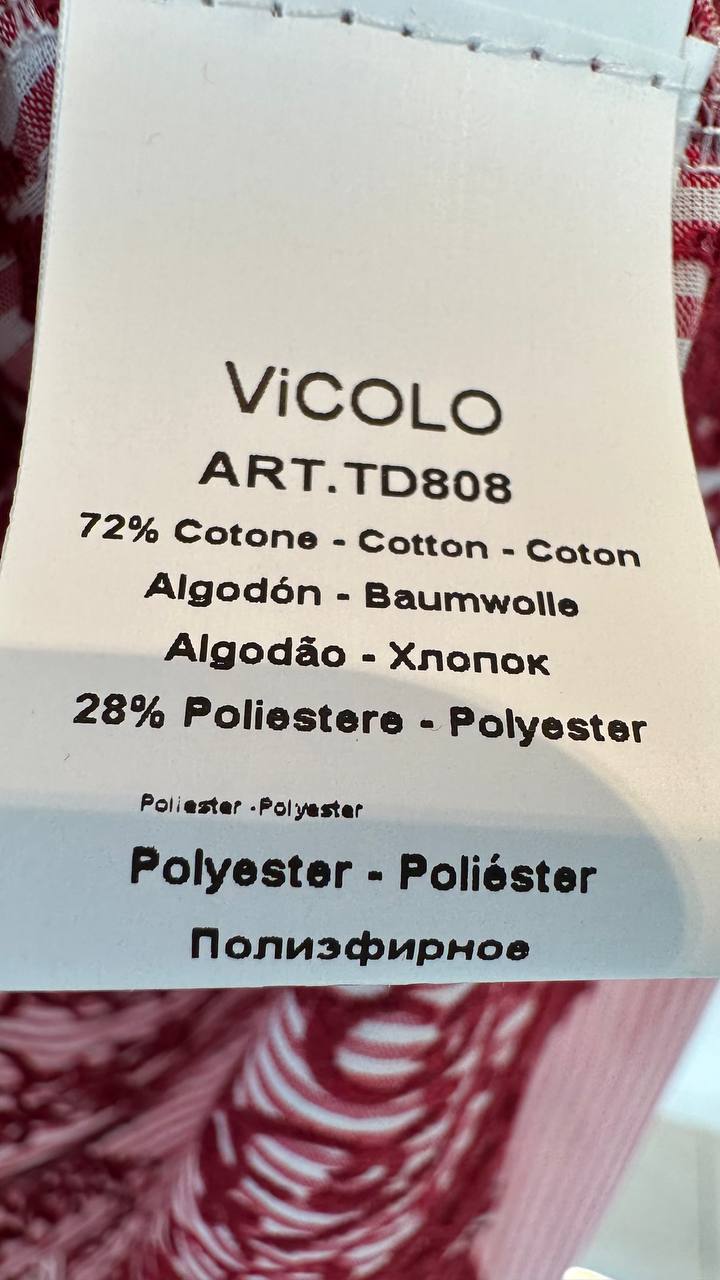 ViCOLO
ART.TD808
72% Cotone - Cotton - Coton
Algodón - Baumwolle
Algodão - Хлопок
28% Poliestere - Polyester
Poliester -Polyester
Polyester - Poliéster
Полиэфирное